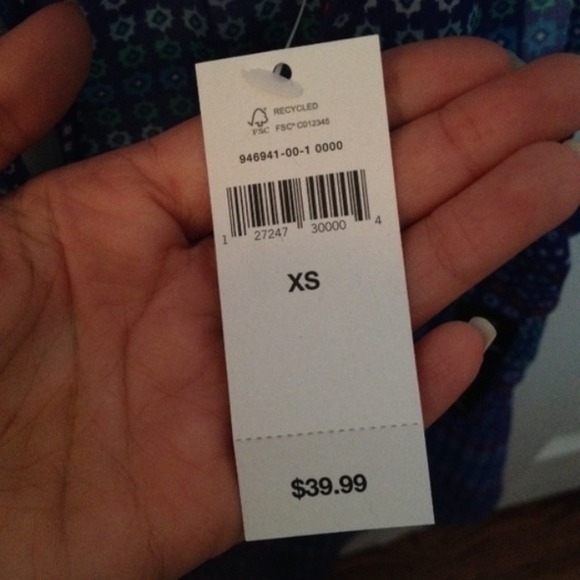 RECYCLED
FSC FSC® C012345
946941-00-1 0000
1 27247 30000 4
XS
$39.99